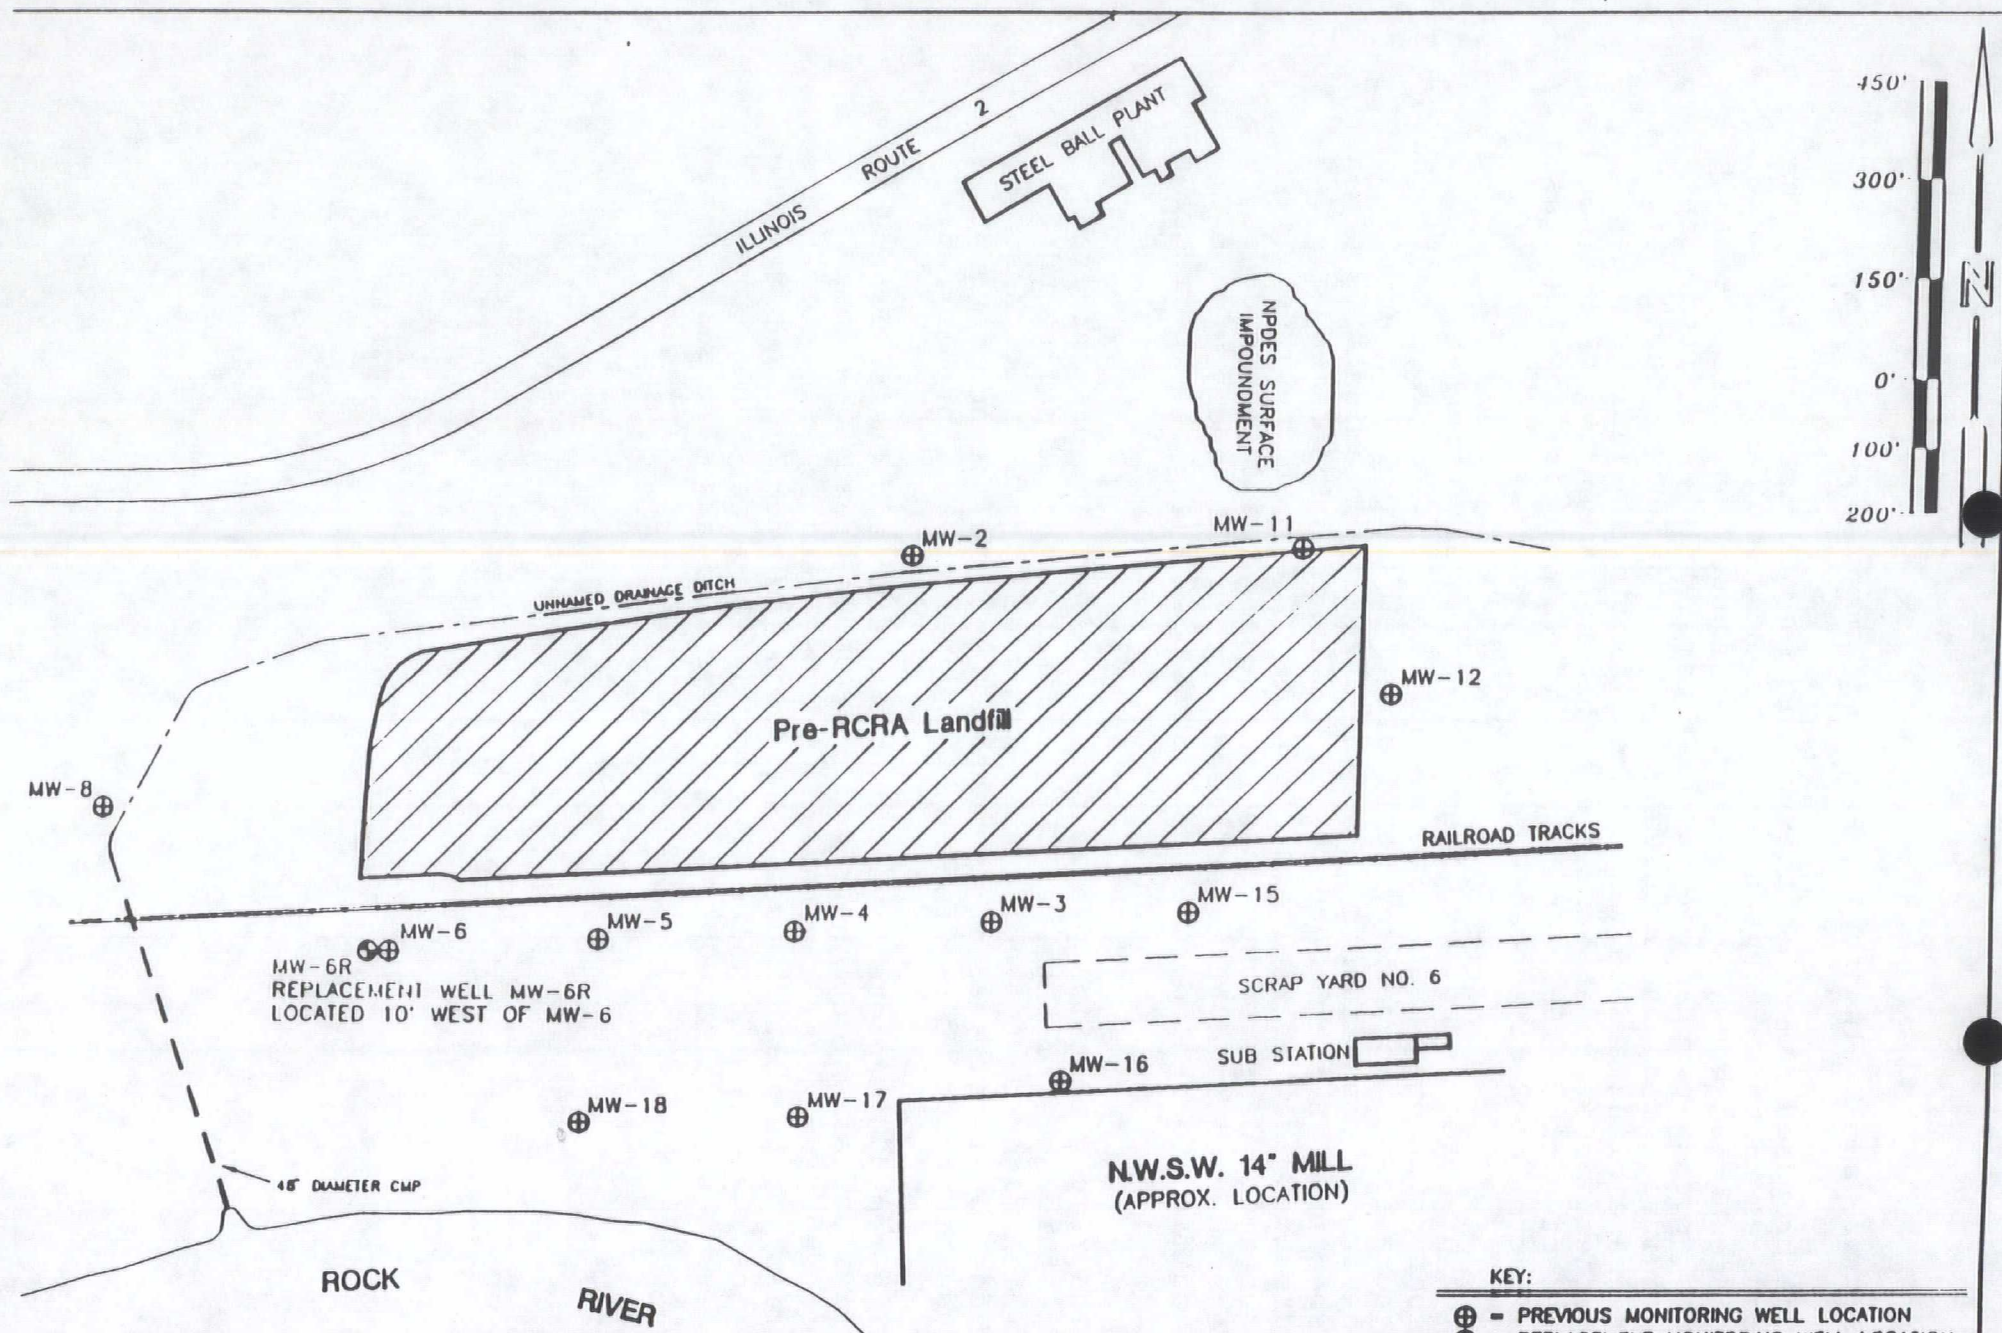 450'
300'
150'
0'
100'
200'
N
ILLINOIS ROUTE 2
STEEL BALL PLANT
NPDES SURFACE
IMPOUNDMENT
MW-2
MW-11
UNNAMED DRAINAGE DITCH
MW-12
Pre-RCRA Landfill
MW-8
RAILROAD TRACKS
MW-6
MW-5
MW-4
MW-3
MW-15
MW-6R
REPLACEMENT WELL MW-6R
LOCATED 10' WEST OF MW-6
SCRAP YARD NO. 6
SUB STATION
MW-16
MW-18
MW-17
48" DIAMETER CMP
N.W.S.W. 14" MILL
(APPROX. LOCATION)
ROCK RIVER
KEY:
= PREVIOUS MONITORING WELL LOCATION